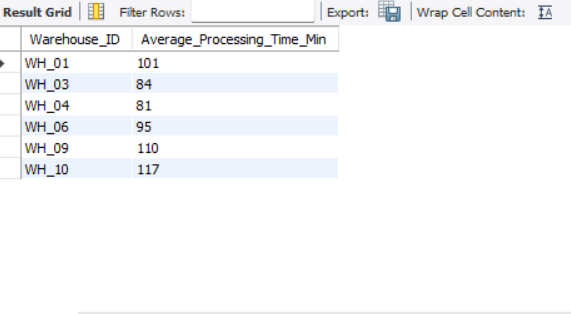 Result Grid Filter Rows: Export: Wrap Cell Content: IA
Warehouse_ID Average_Processing_Time_Min
WH_01 101
WH_03 84
WH_04 81
WH_06 95
WH_09 110
WH_10 117